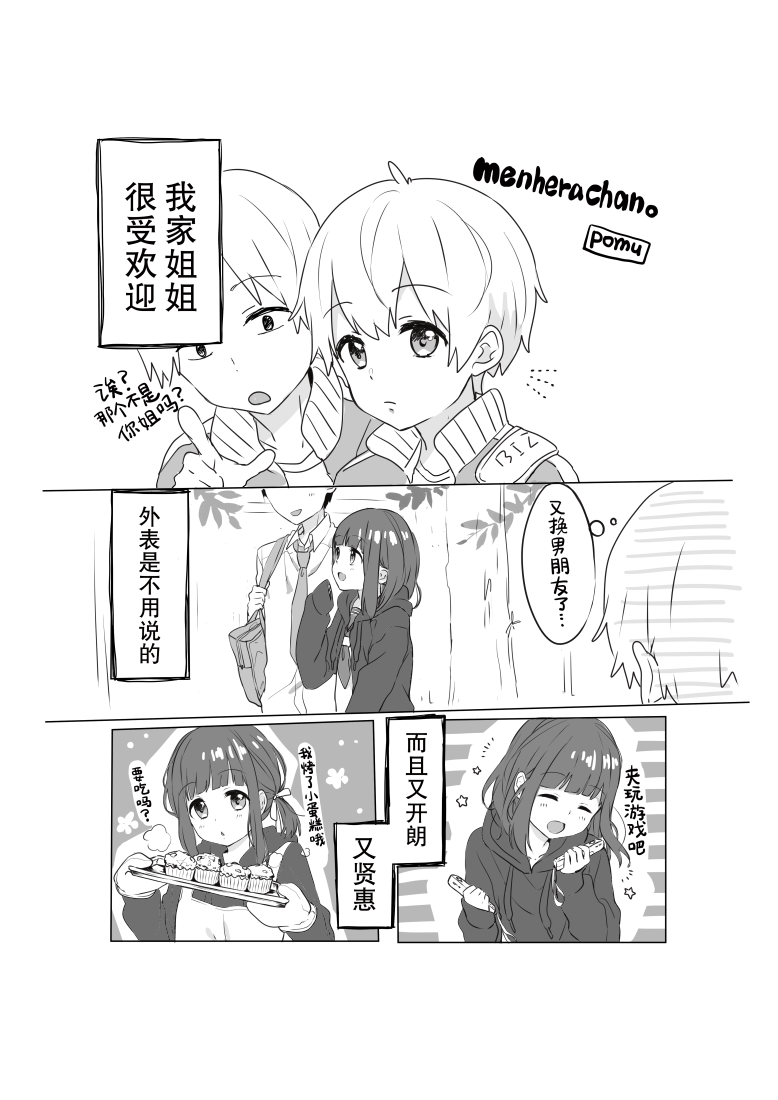 menherachan。
pomu
我家姐姐
很受欢迎
诶?
那个不是
你姐吗?
BIZ
又换男朋友了…
外表是不用说的
而且又开朗
来玩游戏吧
又贤惠
我烤了小蛋糕哦
要吃吗?